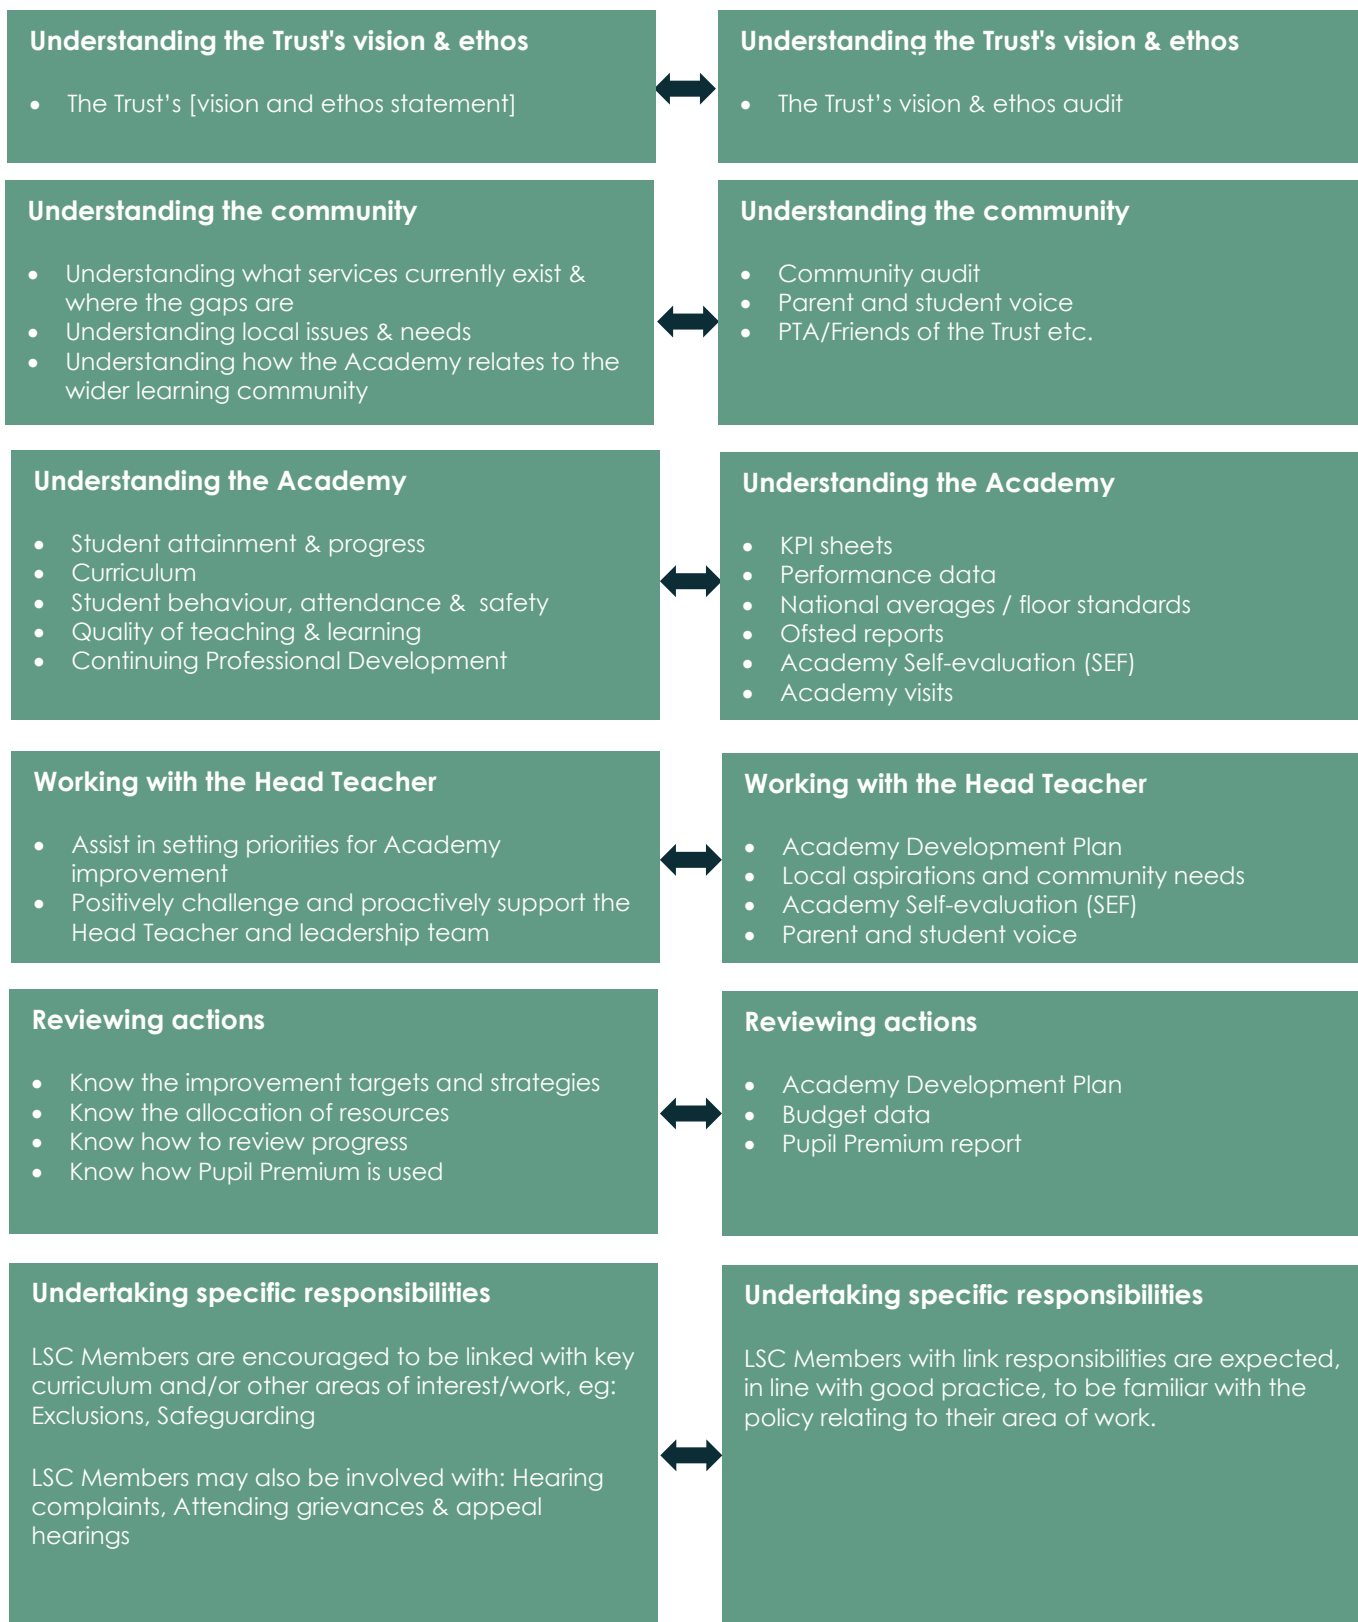 Understanding the Trust's vision & ethos
• The Trust's [vision and ethos statement]
Understanding the Trust's vision & ethos
• The Trust's vision & ethos audit
Understanding the community
• Understanding what services currently exist &
where the gaps are
• Understanding local issues & needs
• Understanding how the Academy relates to the
wider learning community
Understanding the community
• Community audit
• Parent and student voice
• PTA/Friends of the Trust etc.
Understanding the Academy
• Student attainment & progress
• Curriculum
• Student behaviour, attendance & safety
• Quality of teaching & learning
• Continuing Professional Development
Understanding the Academy
• KPI sheets
• Performance data
• National averages / floor standards
• Ofsted reports
• Academy Self-evaluation (SEF)
• Academy visits
Working with the Head Teacher
• Assist in setting priorities for Academy
improvement
• Positively challenge and proactively support the
Head Teacher and leadership team
Working with the Head Teacher
• Academy Development Plan
• Local aspirations and community needs
• Academy Self-evaluation (SEF)
• Parent and student voice
Reviewing actions
• Know the improvement targets and strategies
• Know the allocation of resources
• Know how to review progress
• Know how Pupil Premium is used
Reviewing actions
• Academy Development Plan
• Budget data
• Pupil Premium report
Undertaking specific responsibilities
LSC Members are encouraged to be linked with key
curriculum and/or other areas of interest/work, eg:
Exclusions, Safeguarding
LSC Members may also be involved with: Hearing
complaints, Attending grievances & appeal
hearings
Undertaking specific responsibilities
LSC Members with link responsibilities are expected,
in line with good practice, to be familiar with the
policy relating to their area of work.